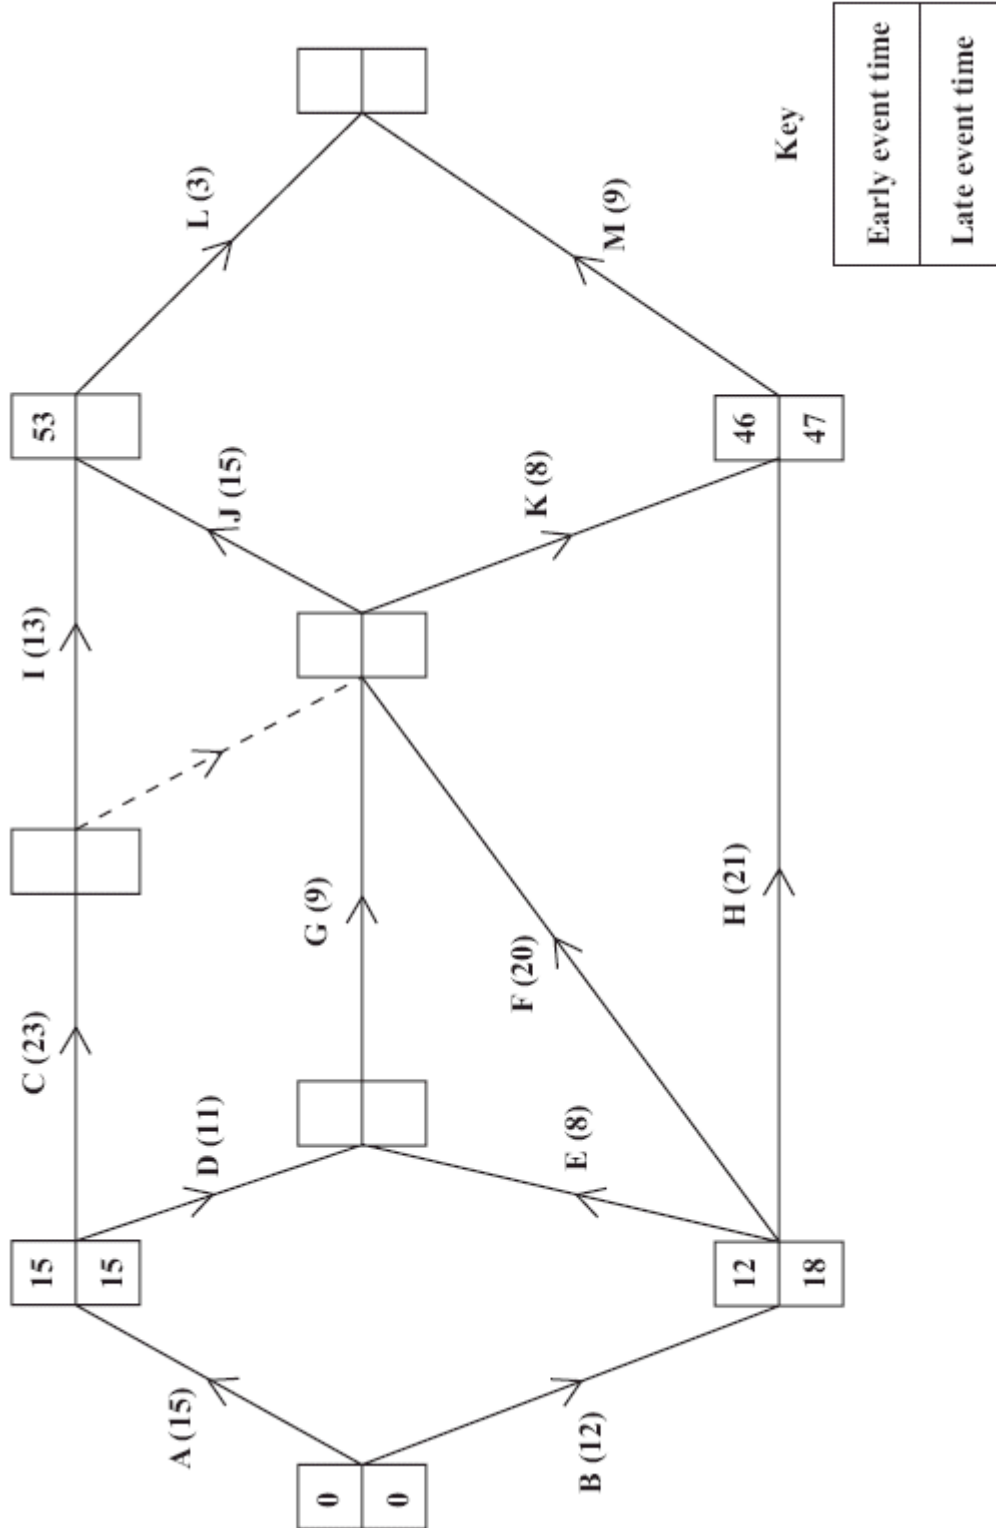 A (15)
B (12)
C (23)
D (11)
E (8)
F (20)
G (9)
H (21)
I (13)
J (15)
K (8)
L (3)
M (9)
0
0
15
15
12
18
53
46
47
Key
Early event time
Late event time